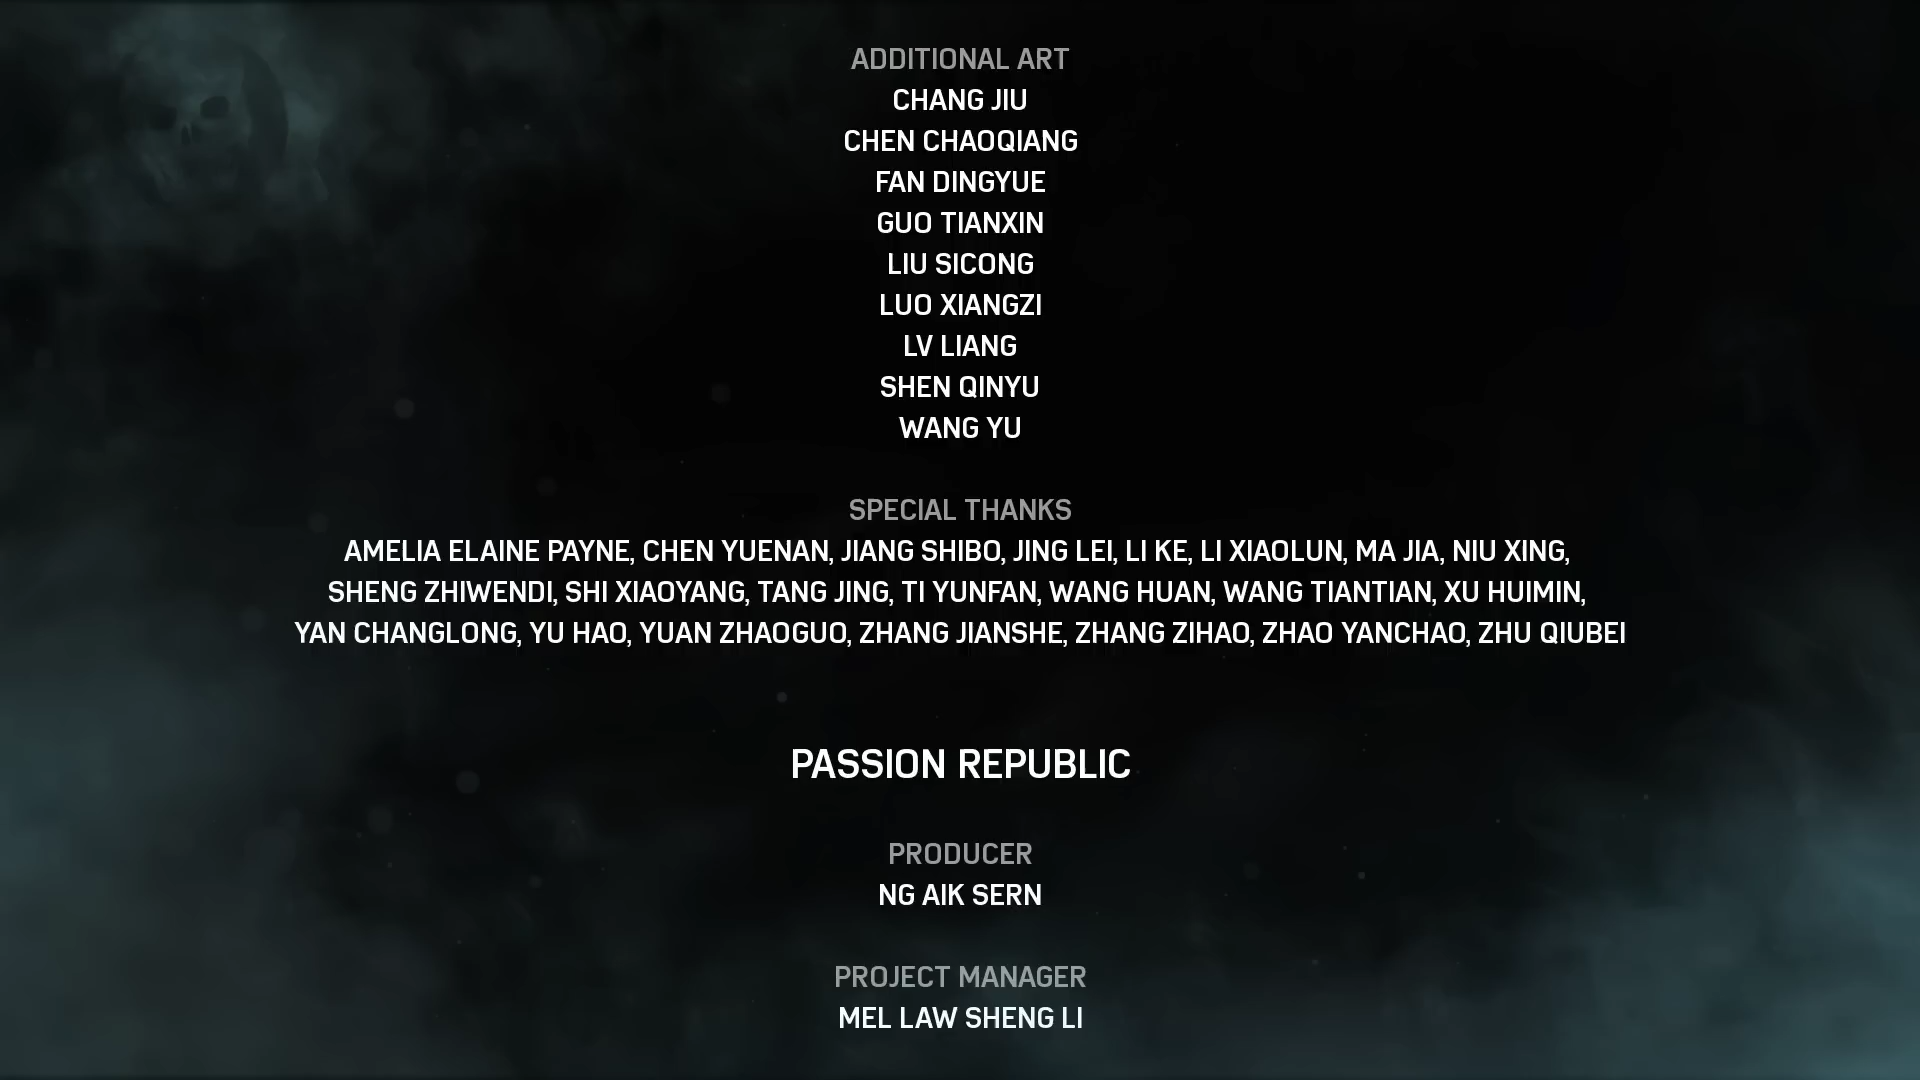 ADDITIONAL ART
CHANG JIU
CHEN CHAOQIANG
FAN DINGYUE
GUO TIANXIN
LIU SICONG
LUO XIANGZI
LV LIANG
SHEN QINYU
WANG YU
SPECIAL THANKS
AMELIA ELAINE PAYNE, CHEN YUENAN, JIANG SHIBO, JING LEI, LI KE, LI XIAOLUN, MA JIA, NIU XING,
SHENG ZHIWENDI, SHI XIAOYANG, TANG JING, TI YUNFAN, WANG HUAN, WANG TIANTIAN, XU HUIMIN,
YAN CHANGLONG, YU HAO, YUAN ZHAOGUO, ZHANG JIANSHE, ZHANG ZIHAO, ZHAO YANCHAO, ZHU QIUBEI
PASSION REPUBLIC
PRODUCER
NG AIK SERN
PROJECT MANAGER
MEL LAW SHENG LI